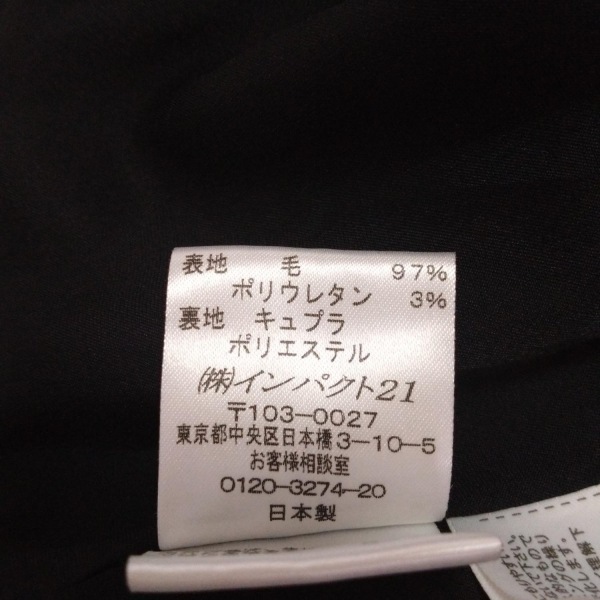 表地 毛 97%
ポリウレタン 3%
裏地 キュプラ
ポリエステル
(株)インパクト21
〒103-0027
東京都中央区日本橋3-10-5
お客様相談室
0120-3274-20
日本製